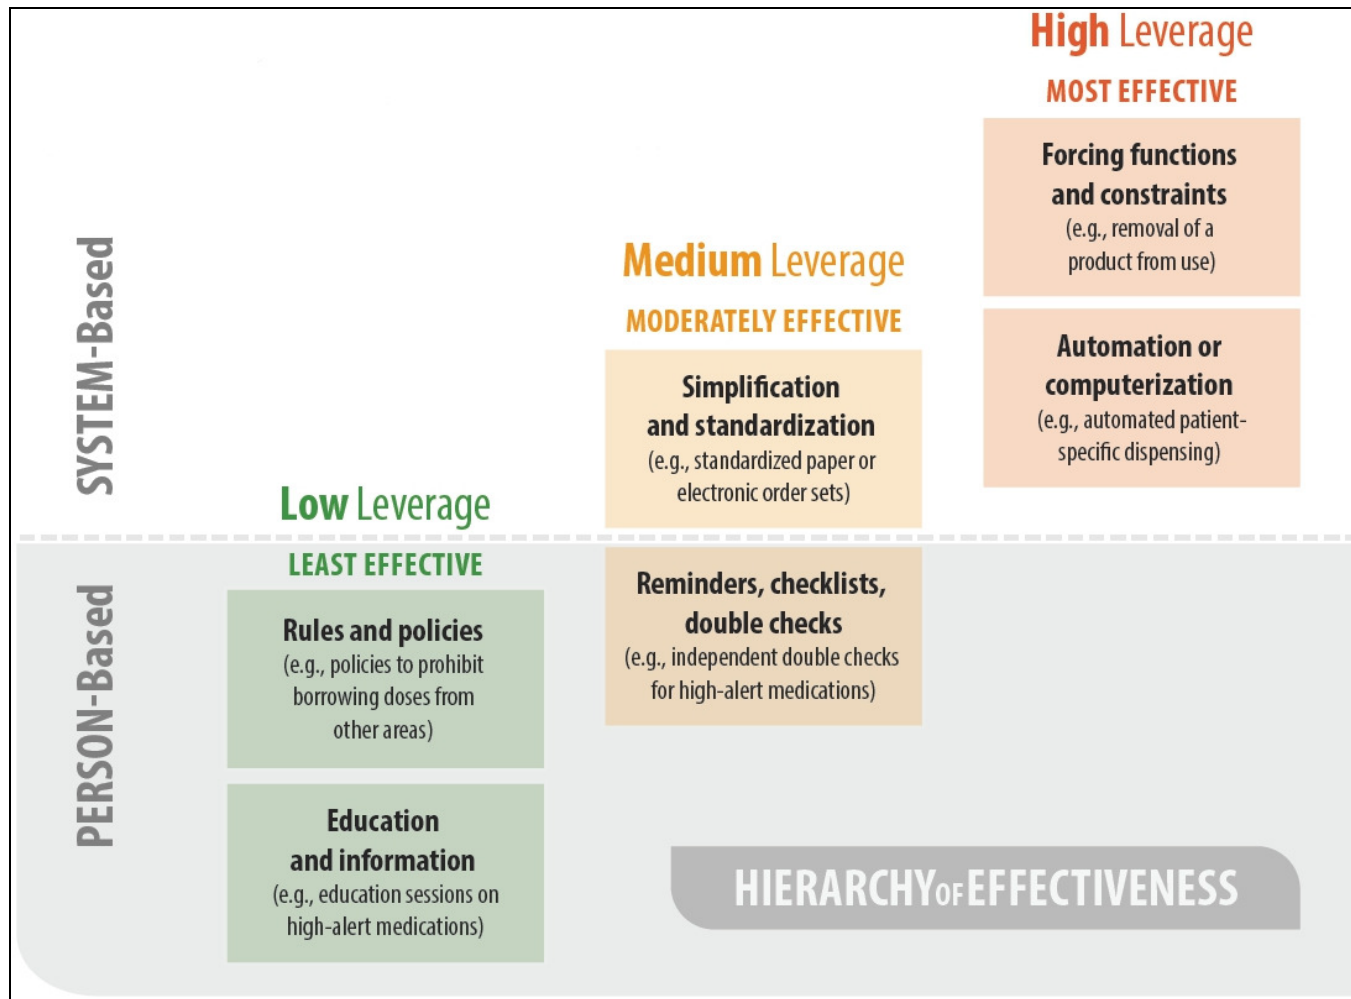 High Leverage
MOST EFFECTIVE
Forcing functions
and constraints
(e.g., removal of a
product from use)
Automation or
computerization
(e.g., automated patient-
specific dispensing)
SYSTEM-Based
Medium Leverage
MODERATELY EFFECTIVE
Simplification
and standardization
(e.g., standardized paper or
electronic order sets)
Reminders, checklists,
double checks
(e.g., independent double checks
for high-alert medications)
Low Leverage
LEAST EFFECTIVE
Rules and policies
(e.g., policies to prohibit
borrowing doses from
other areas)
Education
and information
(e.g., education sessions on
high-alert medications)
PERSON-Based
HIERARCHY OF EFFECTIVENESS